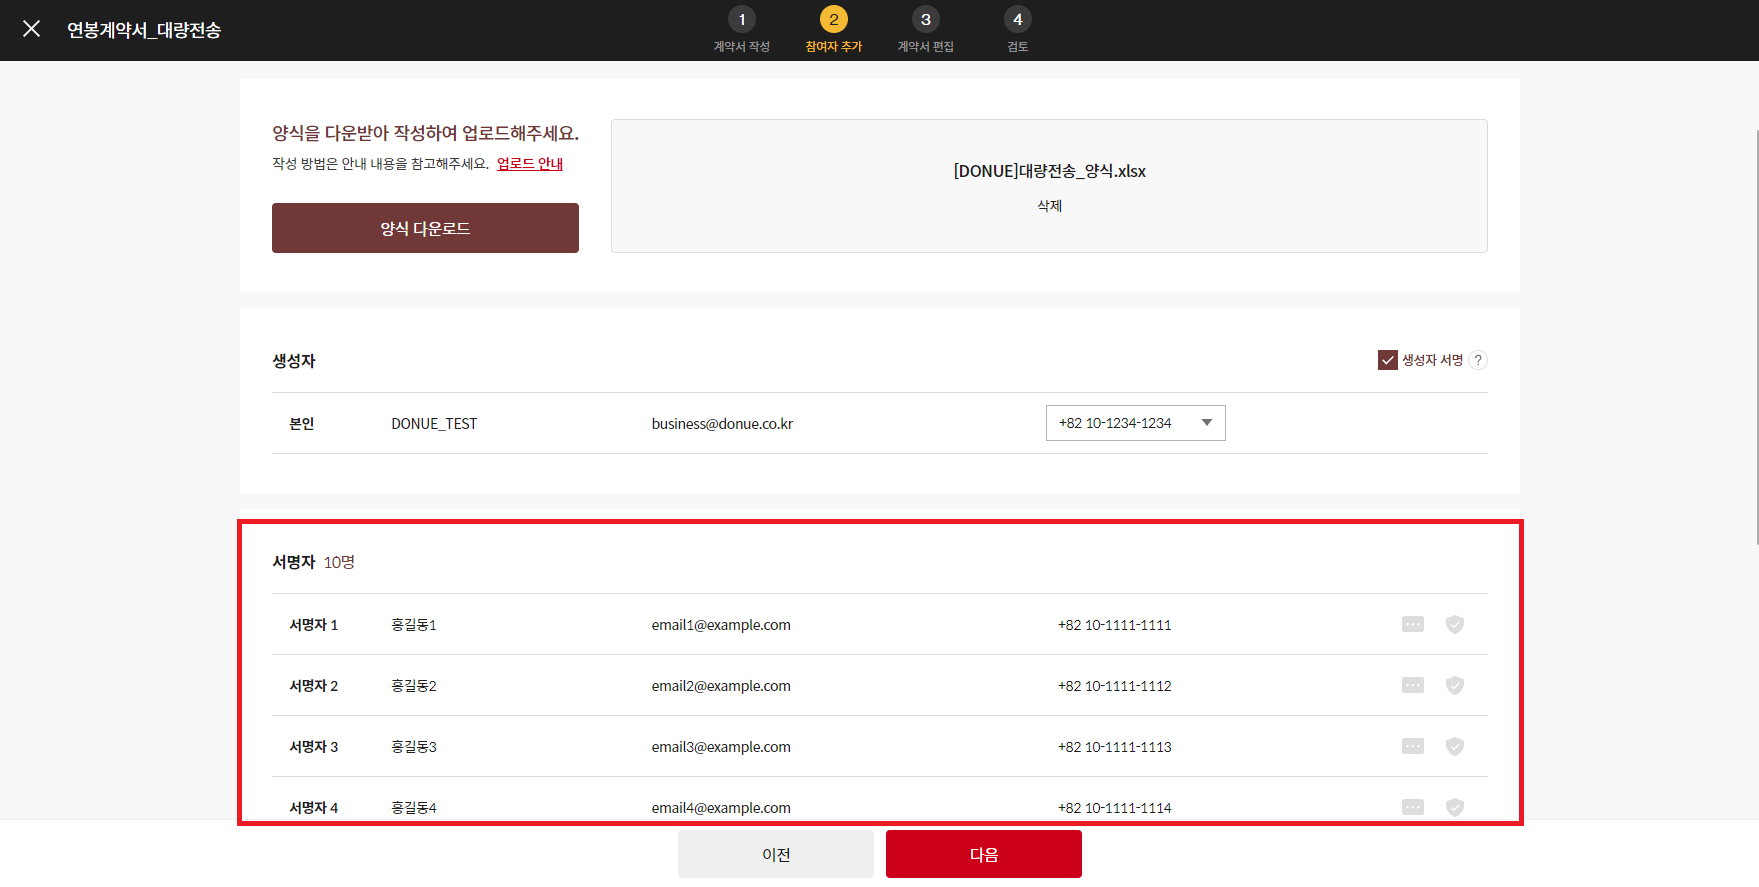 연봉계약서_대량전송
1 2 3 4
계약서 작성 참여자 추가 계약서 편집 검토
양식을 다운받아 작성하여 업로드해주세요.
작성 방법은 안내 내용을 참고해주세요. 업로드 안내
양식 다운로드
[DONUE]대량전송_양식.xlsx
삭제
생성자
생성자 서명 ?
본인 DONUE_TEST business@donue.co.kr +82 10-1234-1234
서명자 10명
서명자 1 홍길동1 email1@example.com +82 10-1111-1111
서명자 2 홍길동2 email2@example.com +82 10-1111-1112
서명자 3 홍길동3 email3@example.com +82 10-1111-1113
서명자 4 홍길동4 email4@example.com +82 10-1111-1114
이전 다음